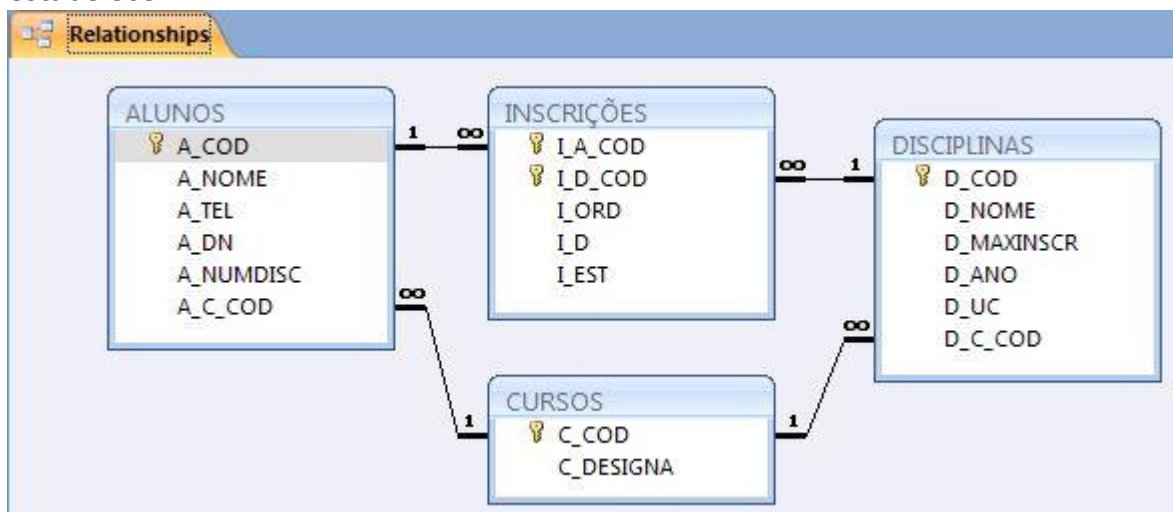 Relationships
ALUNOS
A_COD
A_NOME
A_TEL
A_DN
A_NUMDISC
A_C_COD
1 ∞
INSCRIÇÕES
I_A_COD
I_D_COD
I_ORD
I_D
I_EST
∞ 1
DISCIPLINAS
D_COD
D_NOME
D_MAXINSCR
D_ANO
D_UC
D_C_COD
∞
∞
CURSOS
C_COD
C_DESIGNA
1
1